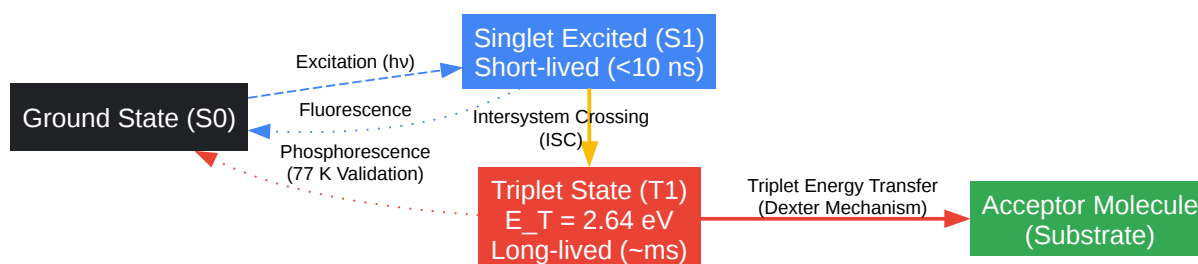 Singlet Excited (S1)
Short-lived (<10 ns)
Excitation (hν)
Ground State (S0)
Fluorescence
Intersystem Crossing
(ISC)
Phosphorescence
(77 K Validation)
Triplet State (T1)
E_T = 2.64 eV
Long-lived (~ms)
Triplet Energy Transfer
(Dexter Mechanism)
Acceptor Molecule
(Substrate)